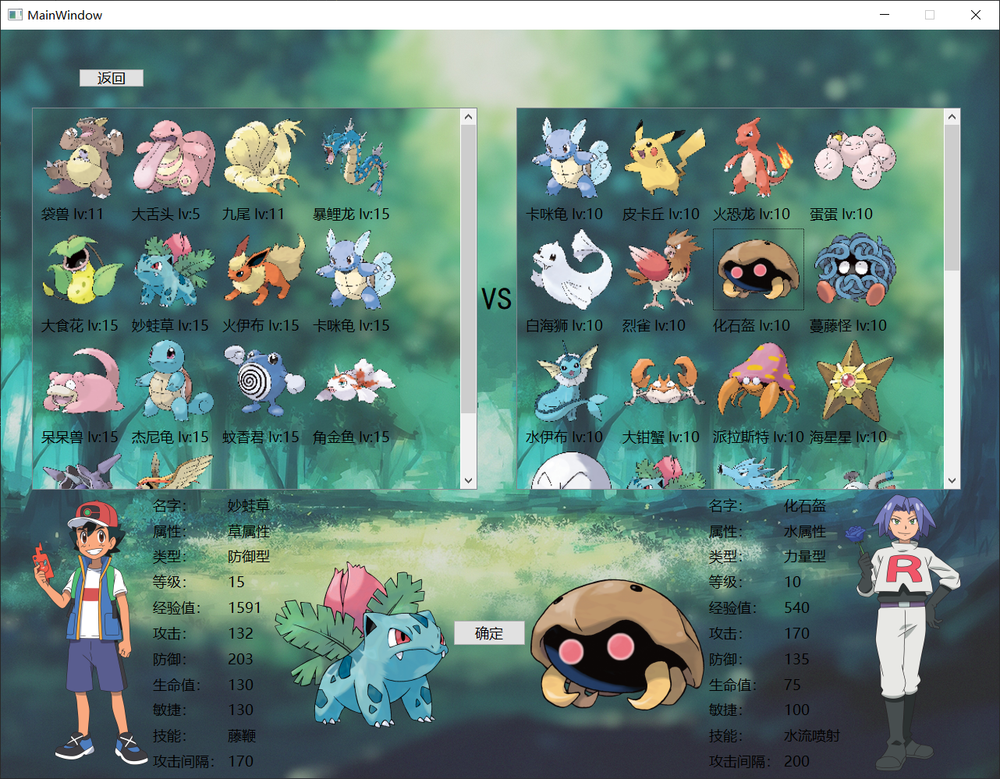 MainWindow
返回
袋兽 lv:11 大舌头 lv:5 九尾 lv:11 暴鲤龙 lv:15
大食花 lv:15 妙蛙草 lv:15 火伊布 lv:15 卡咪龟 lv:15
呆呆兽 lv:15 杰尼龟 lv:15 蚊香君 lv:15 角金鱼 lv:15
VS
卡咪龟 lv:10 皮卡丘 lv:10 火恐龙 lv:10 蛋蛋 lv:10
白海狮 lv:10 烈雀 lv:10 化石盔 lv:10 蔓藤怪 lv:10
水伊布 lv:10 大钳蟹 lv:10 派拉斯特 lv:10 海星星 lv:10
名字： 妙蛙草
属性： 草属性
类型： 防御型
等级： 15
经验值： 1591
攻击： 132
防御： 203
生命值： 130
敏捷： 130
技能： 藤鞭
攻击间隔： 170
确定
名字： 化石盔
属性： 水属性
类型： 力量型
等级： 10
经验值： 540
攻击： 170
防御： 135
生命值： 75
敏捷： 100
技能： 水流喷射
攻击间隔： 200
R